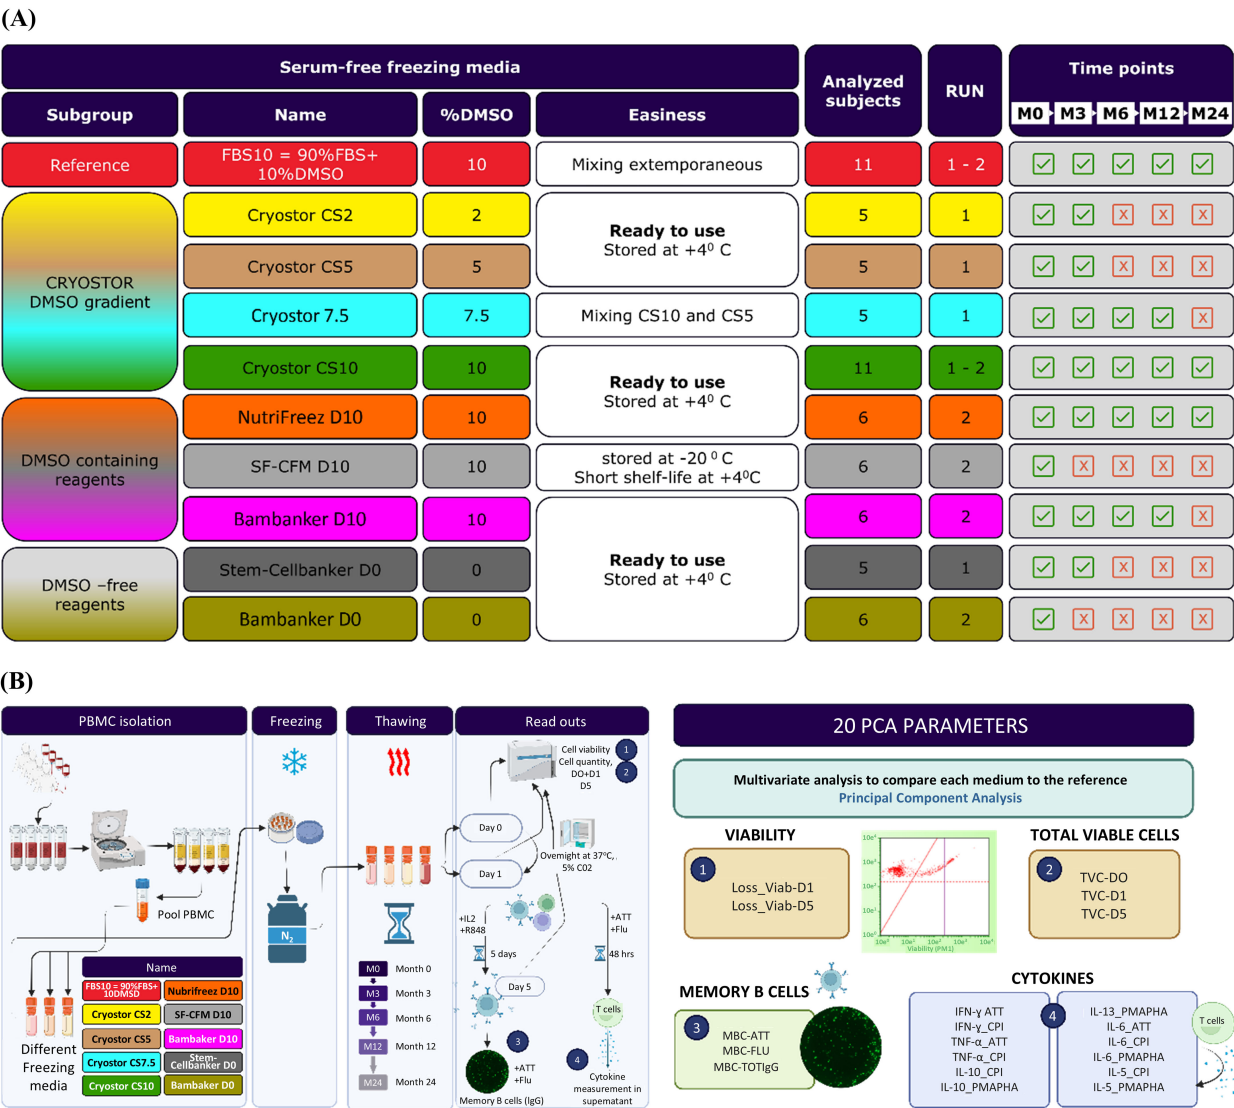 (A)
Serum-free freezing media
Analyzed
subjects
RUN
Time points
Subgroup
Name
%DMSO
Easiness
M0 M3 M6 M12 M24
Reference
FBS10 = 90%FBS+
10%DMSO
10
Mixing extemporaneous
11
1 - 2
CRYOSTOR
DMSO gradient
Cryostor CS2
2
Ready to use
Stored at +4⁰ C
5
1
Cryostor CS5
5
5
1
Cryostor 7.5
7.5
Mixing CS10 and CS5
5
1
Cryostor CS10
10
Ready to use
Stored at +4⁰ C
11
1 - 2
DMSO containing
reagents
NutriFreez D10
10
6
2
SF-CFM D10
10
stored at -20 ⁰ C
Short shelf-life at +4⁰C
6
2
Bambanker D10
10
Ready to use
Stored at +4⁰ C
6
2
DMSO –free
reagents
Stem-Cellbanker D0
0
5
1
Bambanker D0
0
6
2
(B)
PBMC isolation
Freezing
Thawing
Read outs
Pool PBMC
N₂
Different
Freezing
media
Name
FBS10 = 90%FBS+
10DMSD
Nubrifreez D10
Cryostor CS2
SF-CFM D10
Cryostor CS5
Bambaker D10
Cryostor CS7.5
Stem-
Cellbanker D0
Cryostor CS10
Bambaker D0
M0 Month 0
M3 Month 3
M6 Month 6
M12 Month 12
M24 Month 24
Cell viability
Cell quantity,
DO+D1
D5
1
2
Day 0
Day 1
Ovemight at 37⁰C,
5% C02
+IL2
+R848
5 days
Day 5
+ATT
+Flu
48 hrs
T cells
3
+ATT
+Flu
Memory B cells (IgG)
4
Cytokine
measurement in
supematant
20 PCA PARAMETERS
Multivariate analysis to compare each medium to the reference
Principal Component Analysis
VIABILITY
1
Loss_Viab-D1
Loss_Viab-D5
Viability (PM1)
TOTAL VIABLE CELLS
2
TVC-DO
TVC-D1
TVC-D5
MEMORY B CELLS
3
MBC-ATT
MBC-FLU
MBC-TOTIgG
CYTOKINES
4
IFN-γ ATT
IFN-γ_CPI
TNF-α_ATT
TNF-α_CPI
IL-10_CPI
IL-10_PMAPHA
IL-13_PMAPHA
IL-6_ATT
IL-6_CPI
IL-6_PMAPHA
IL-5_CPI
IL-5_PMAPHA
T cells